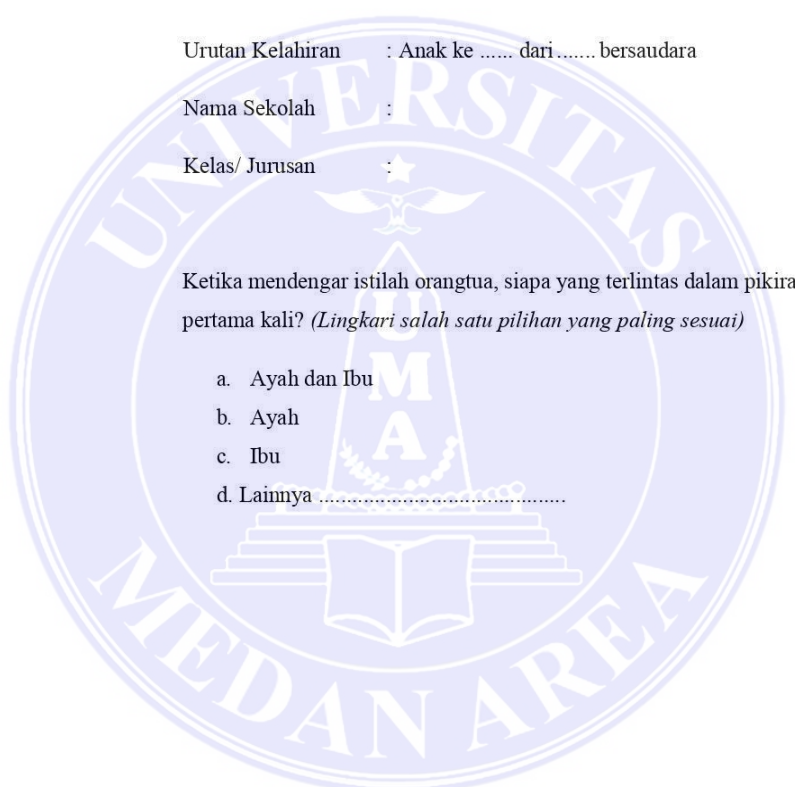 Urutan Kelahiran : Anak ke ...... dari ....... bersaudara
Nama Sekolah :
Kelas/ Jurusan :
Ketika mendengar istilah orangtua, siapa yang terlintas dalam
pertama kali? (Lingkari salah satu pilihan yang paling sesuai)
a. Ayah dan Ibu
b. Ayah
c. Ibu
d. Lainnya ............................................
UNIVERSITAS
UMA
MEDAN AREA